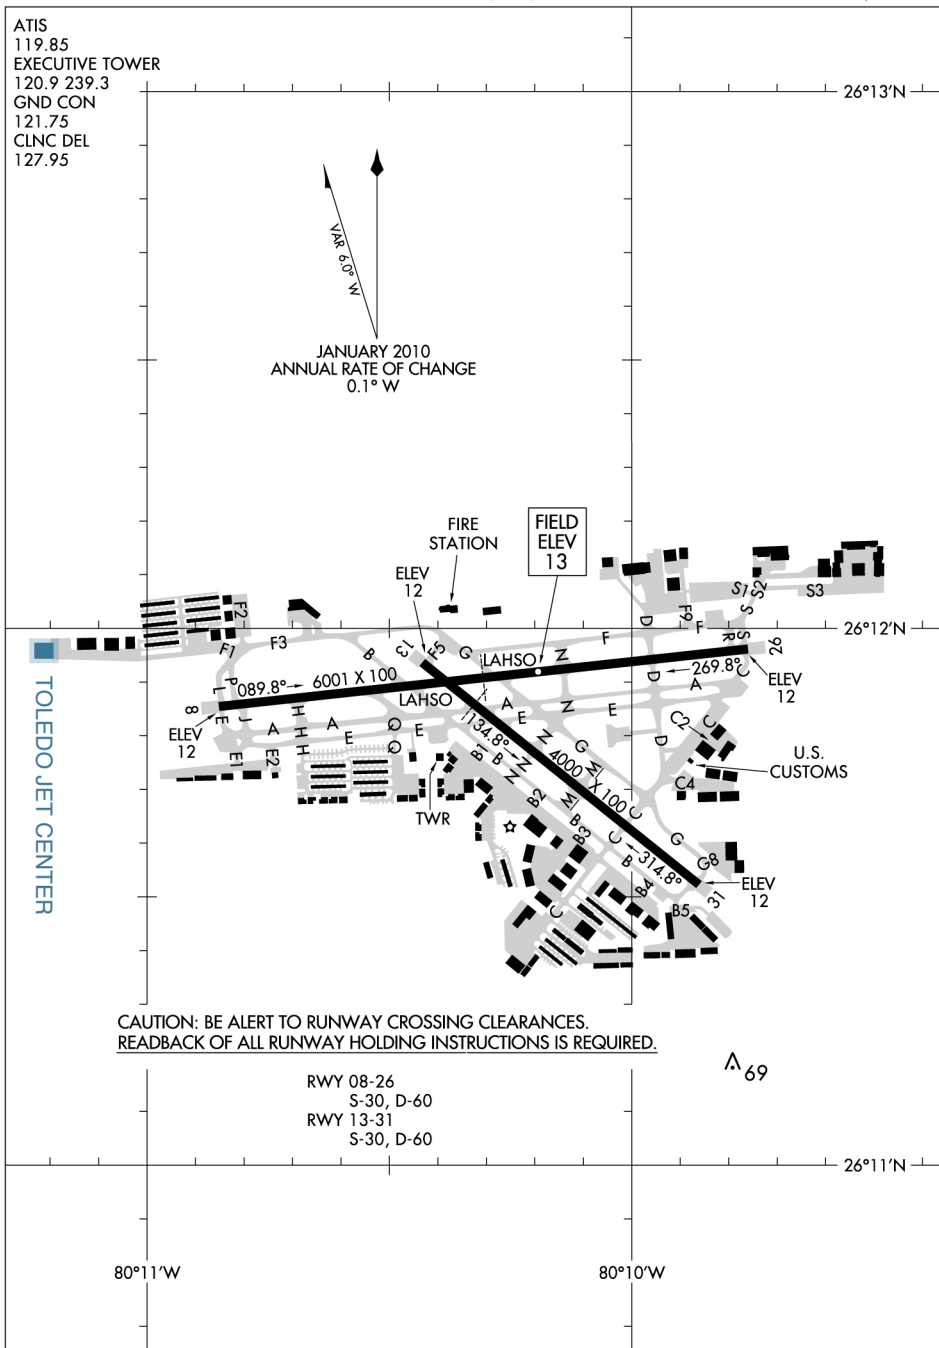 ATIS
119.85
EXECUTIVE TOWER
120.9 239.3
GND CON
121.75
CLNC DEL
127.95
26°13'N
VAR 6.0° W
JANUARY 2010
ANNUAL RATE OF CHANGE
0.1° W
FIRE
STATION
FIELD
ELEV
13
ELEV
12
S1
S2
S3
S
F2
F9
D
F
F
R
S
26°12'N
F1
F3
B
13
F5
G
LAHSO
N
26
C
TOLEDO JET CENTER
P
L
089.8°
6001 X 100
LAHSO
D
269.8°
A
ELEV
12
8
ELEV
12
E
J
H
H
H
A
A
E
Q
Q
E
A
E
N
E
D
C2
C
E1
E2
134.8°
N
G
B1
B
N
4000 X 100
M
M
U.S.
CUSTOMS
C4
TWR
B2
B
B3
C
C
G
G8
B
314.8°
B4
ELEV
12
31
B5
C
CAUTION: BE ALERT TO RUNWAY CROSSING CLEARANCES.
READBACK OF ALL RUNWAY HOLDING INSTRUCTIONS IS REQUIRED.
69
RWY 08-26
S-30, D-60
RWY 13-31
S-30, D-60
26°11'N
80°11'W
80°10'W